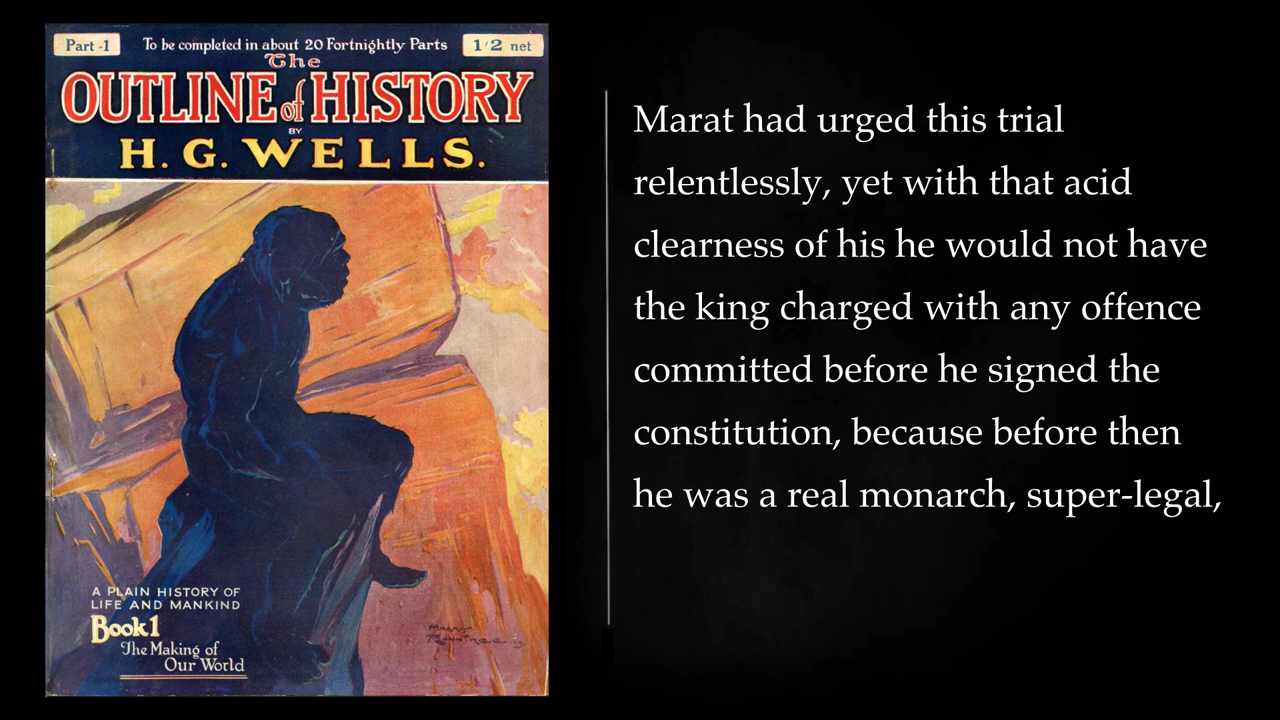 Part -1
To be completed in about 20 Fortnightly Parts
1/2 net
The
OUTLINE of HISTORY
BY
H. G. WELLS.
A PLAIN HISTORY OF
LIFE AND MANKIND
Book 1
The Making of
Our World
Marat had urged this trial
relentlessly, yet with that acid
clearness of his he would not have
the king charged with any offence
committed before he signed the
constitution, because before then
he was a real monarch, super-legal,